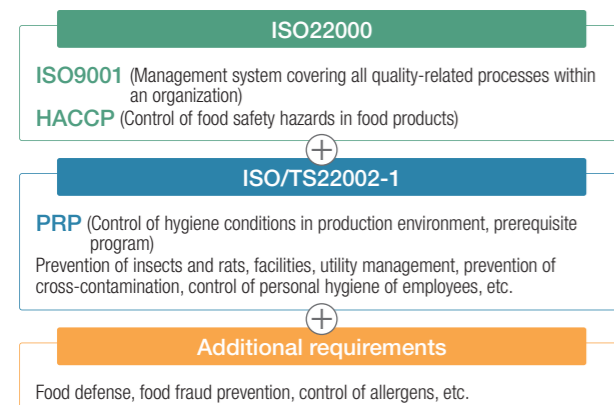 ISO22000
ISO9001 (Management system covering all quality-related processes within
an organization)
HACCP (Control of food safety hazards in food products)
+
ISO/TS22002-1
PRP (Control of hygiene conditions in production environment, prerequisite
program)
Prevention of insects and rats, facilities, utility management, prevention of
cross-contamination, control of personal hygiene of employees, etc.
+
Additional requirements
Food defense, food fraud prevention, control of allergens, etc.